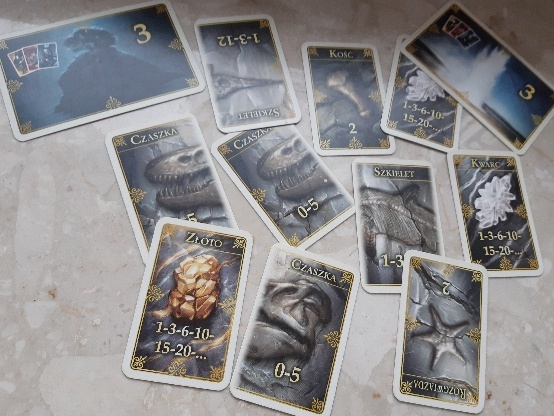 3
1-3-12
SZKIELET
KOŚĆ
2
1-3-6-10-
15-20-...
3
CZASZKA
5
CZASZKA
0-5
SZKIELET
1-3
KWARC
1-3-6-10-
15-20-...
ZŁOTO
1-3-6-10-
15-20-...
CZASZKA
0-5
2
ROZGWIAZDA